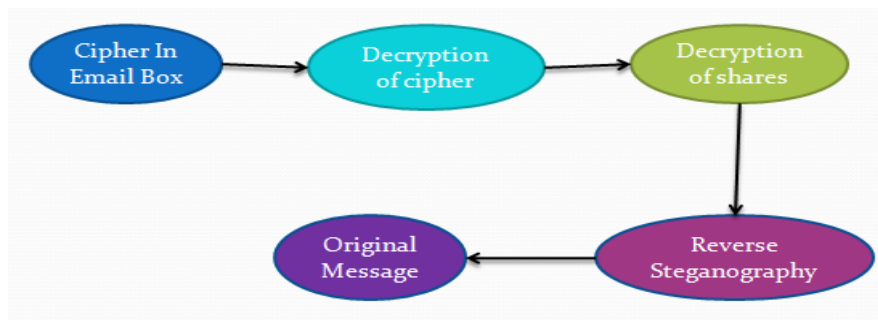 Cipher In
Email Box
Decryption
of cipher
Decryption
of shares
Reverse
Steganography
Original
Message